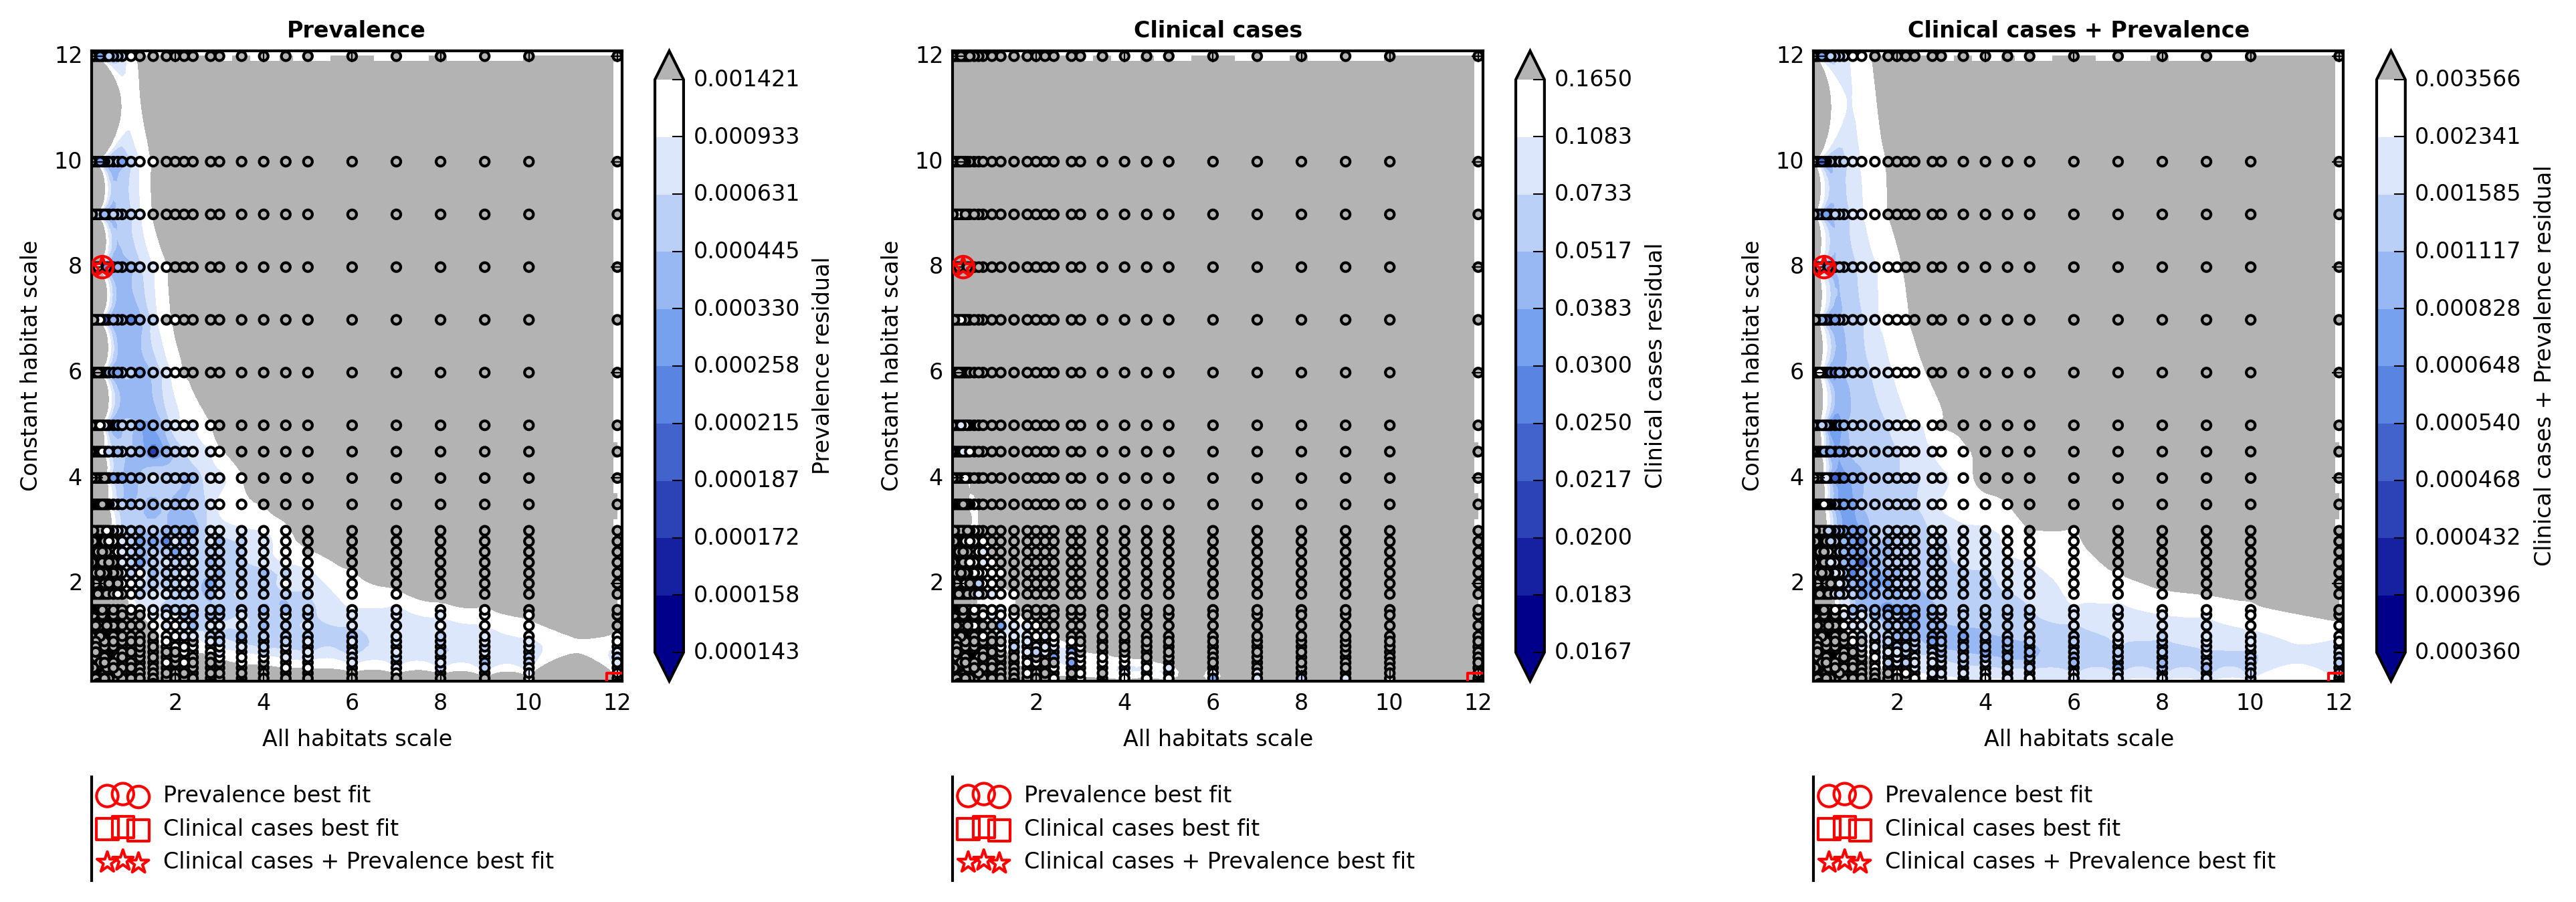 Prevalence
Constant habitat scale
12
10
8
6
4
2
2 4 6 8 10 12
All habitats scale
0.001421
0.000933
0.000631
0.000445
0.000330
0.000258
0.000215
0.000187
0.000172
0.000158
0.000143
Prevalence residual
Prevalence best fit
Clinical cases best fit
Clinical cases + Prevalence best fit
Clinical cases
Constant habitat scale
12
10
8
6
4
2
2 4 6 8 10 12
All habitats scale
0.1650
0.1083
0.0733
0.0517
0.0383
0.0300
0.0250
0.0217
0.0200
0.0183
0.0167
Clinical cases residual
Prevalence best fit
Clinical cases best fit
Clinical cases + Prevalence best fit
Clinical cases + Prevalence
Constant habitat scale
12
10
8
6
4
2
2 4 6 8 10 12
All habitats scale
0.003566
0.002341
0.001585
0.001117
0.000828
0.000648
0.000540
0.000468
0.000432
0.000396
0.000360
Clinical cases + Prevalence residual
Prevalence best fit
Clinical cases best fit
Clinical cases + Prevalence best fit